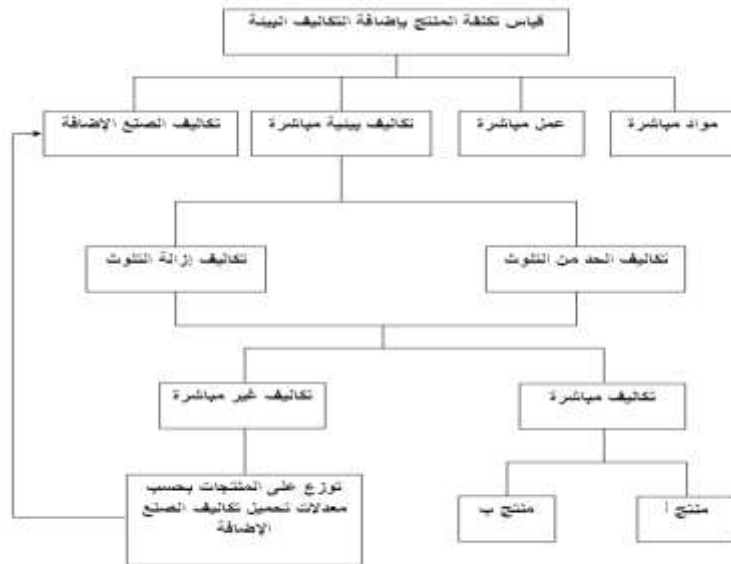 قياس تكلفة المنتج بإضافة التكاليف البيئة
مواد مباشرة
عمل مباشرة
تكاليف بيئية مباشرة
تكاليف الصنع الإضافة
تكاليف الحد من التلوث
تكاليف إزالة التلوث
تكاليف مباشرة
تكاليف غير مباشرة
منتج أ
منتج ب
توزع على المنتجات بحسب
معدلات تحميل تكاليف الصنع
الإضافة